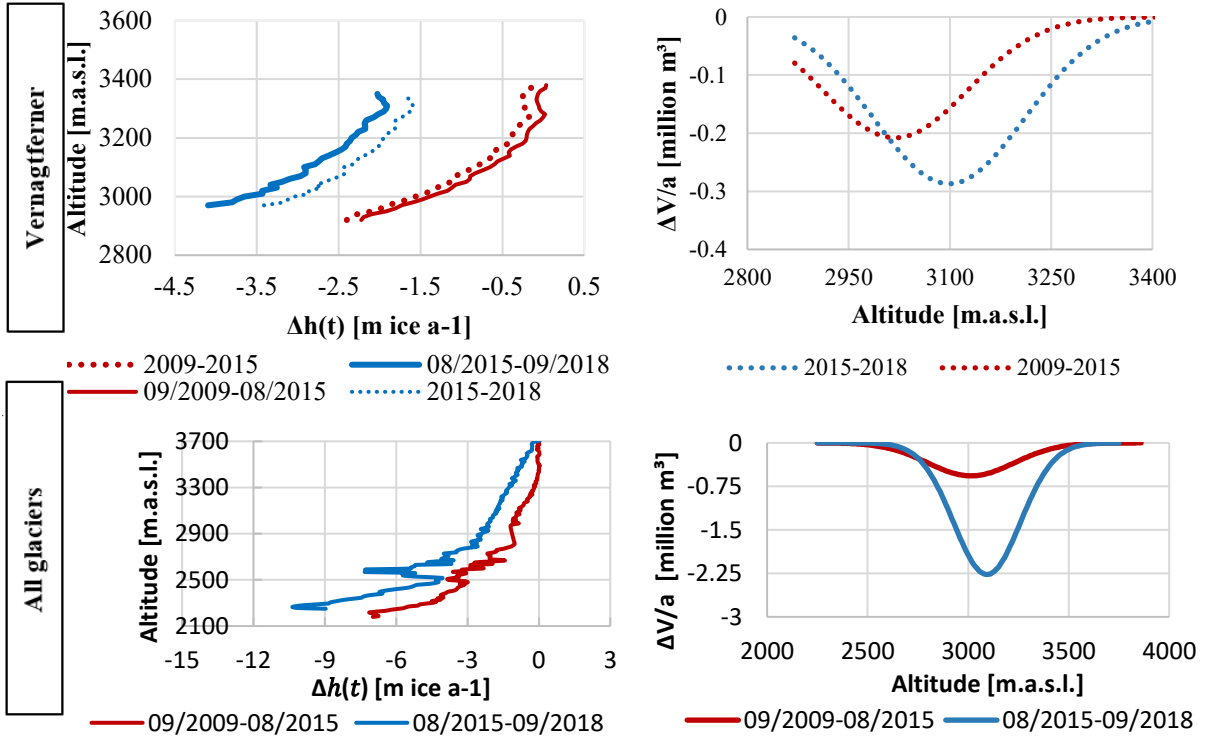 Vernagtferner
3600
3400
3200
3000
2800
Altitude [m.a.s.l.]
-4.5 -3.5 -2.5 -1.5 -0.5 0.5
Δh(t) [m ice a-1]
2009-2015
08/2015-09/2018
09/2009-08/2015
2015-2018
0
-0.1
-0.2
-0.3
-0.4
ΔV/a [million m³]
2800 2950 3100 3250 3400
Altitude [m.a.s.l.]
2015-2018
2009-2015
All glaciers
3700
3300
2900
2500
2100
Altitude [m.a.s.l.]
-15 -12 -9 -6 -3 0 3
Δh(t) [m ice a-1]
09/2009-08/2015
08/2015-09/2018
0
-0.75
-1.5
-2.25
-3
ΔV/a [million m³]
2000 2500 3000 3500 4000
Altitude [m.a.s.l.]
09/2009-08/2015
08/2015-09/2018